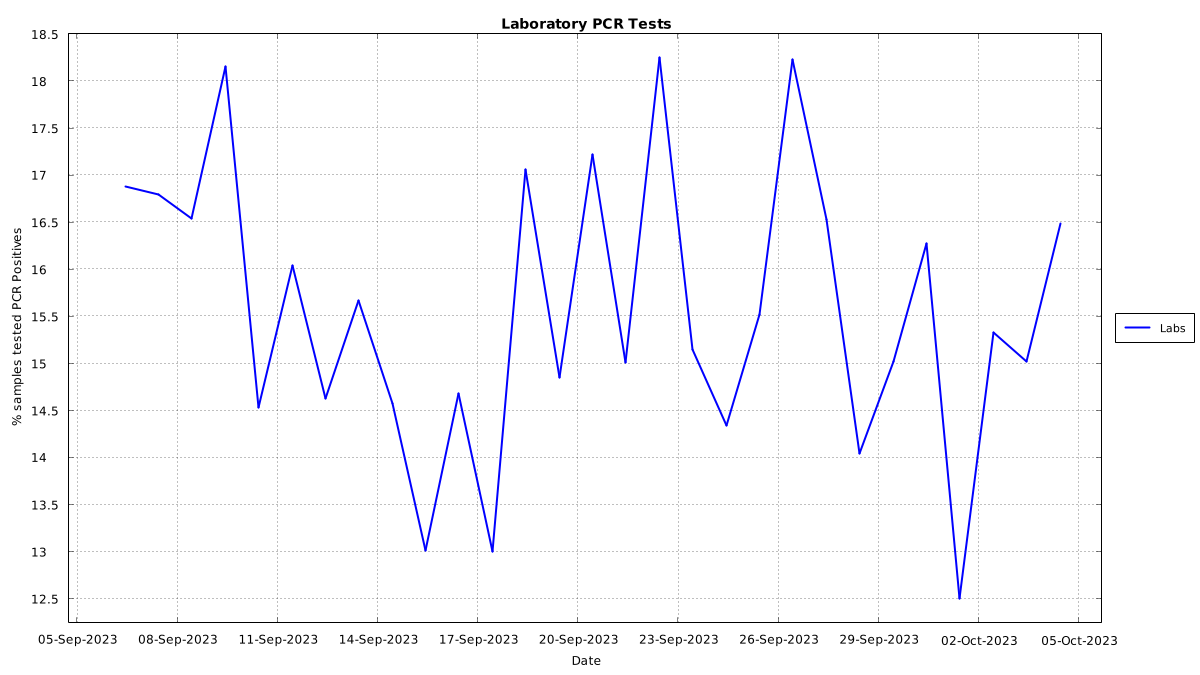 Laboratory PCR Tests
18.5
18
17.5
17
16.5
16
15.5
15
14.5
14
13.5
13
12.5
% samples tested PCR Positives
05-Sep-2023 08-Sep-2023 11-Sep-2023 14-Sep-2023 17-Sep-2023 20-Sep-2023 23-Sep-2023 26-Sep-2023 29-Sep-2023 02-Oct-2023 05-Oct-2023
Date
Labs